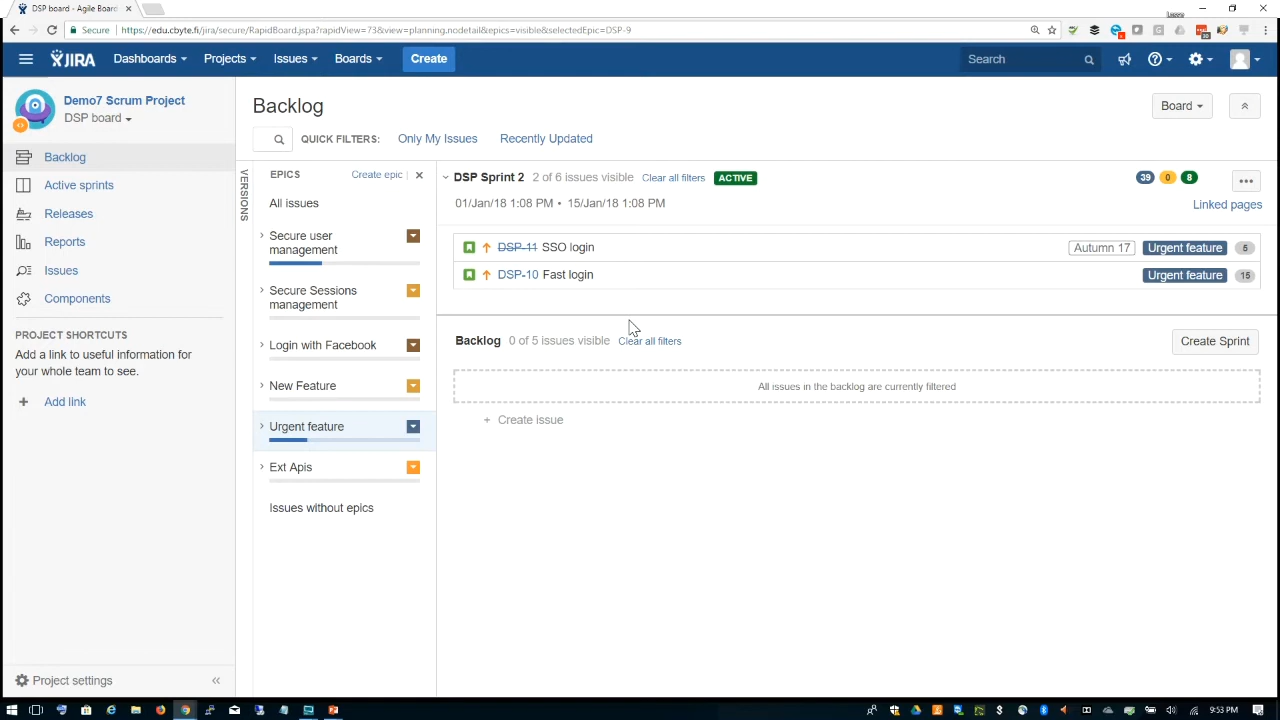 DSP board - Agile Board
Secure
https://edu.cbyte.fi/jira/secure/RapidBoard.jspa?rapidView=73&view=planning.nodetail&epics=visible&selectedEpic=DSP-9
JIRA
Dashboards
Projects
Issues
Boards
Create
Search
Demo7 Scrum Project
DSP board
Backlog
Active sprints
Releases
Reports
Issues
Components
PROJECT SHORTCUTS
Add a link to useful information for
your whole team to see.
+ Add link
Project settings
Backlog
Board
QUICK FILTERS:
Only My Issues
Recently Updated
VERSIONS
EPICS
Create epic
All issues
Secure user
management
Secure Sessions
management
Login with Facebook
New Feature
Urgent feature
Ext Apis
Issues without epics
DSP Sprint 2 2 of 6 issues visible Clear all filters ACTIVE
39 0 8
01/Jan/18 1:08 PM • 15/Jan/18 1:08 PM
Linked pages
DSP-11 SSO login Autumn 17 Urgent feature 5
DSP-10 Fast login Urgent feature 15
Backlog 0 of 5 issues visible Clear all filters
Create Sprint
All issues in the backlog are currently filtered
+ Create issue
9:53 PM